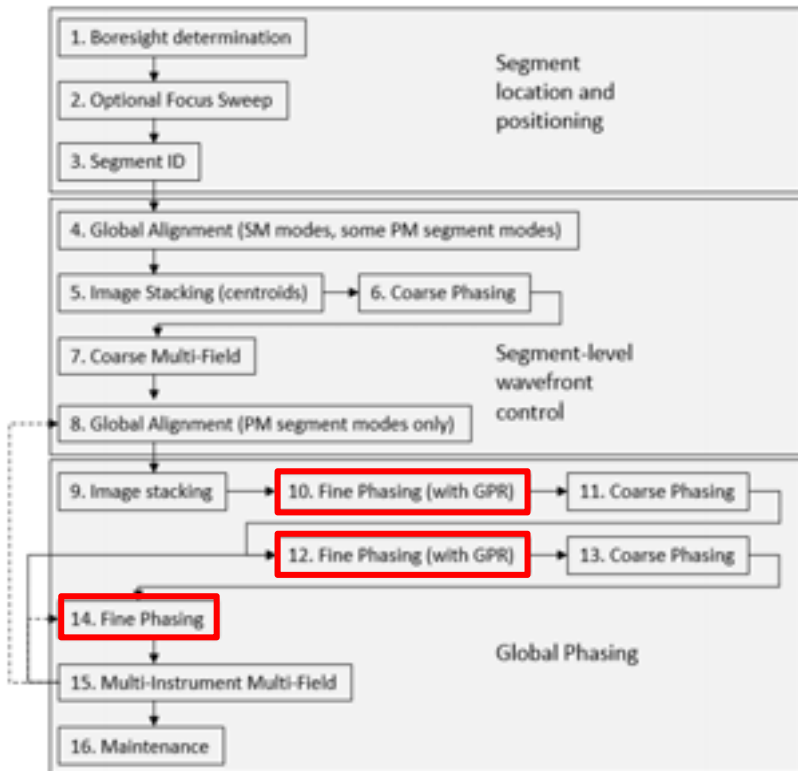 1. Boresight determination
2. Optional Focus Sweep
3. Segment ID
Segment
location and
positioning
4. Global Alignment (SM modes, some PM segment modes)
5. Image Stacking (centroids)
6. Coarse Phasing
7. Coarse Multi-Field
8. Global Alignment (PM segment modes only)
Segment-level
wavefront
control
9. Image stacking
10. Fine Phasing (with GPR)
11. Coarse Phasing
12. Fine Phasing (with GPR)
13. Coarse Phasing
14. Fine Phasing
15. Multi-Instrument Multi-Field
16. Maintenance
Global Phasing